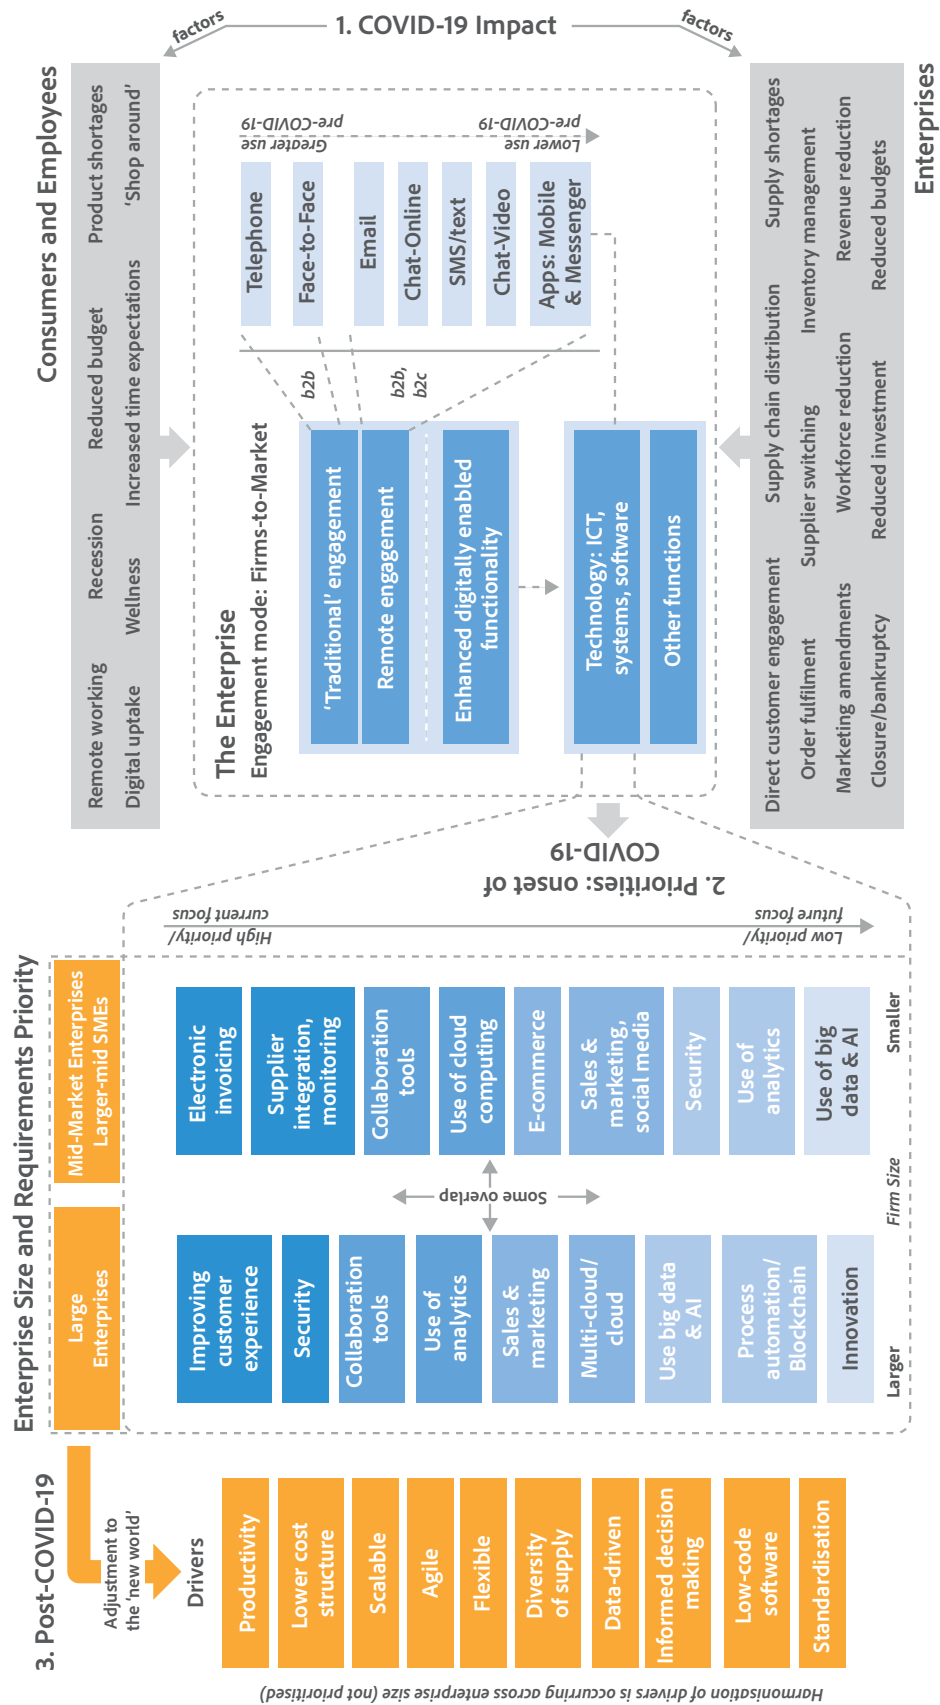 3. Post-COVID-19
Adjustment to
the ‘new world’
Drivers
Productivity
Lower cost
structure
Scalable
Agile
Flexible
Diversity
of supply
Data-driven
Informed decision
making
Low-code
software
Standardisation
Harmonisation of drivers is occuring across enterprise size (not prioritised)
Enterprise Size and Requirements Priority
Large
Enterprises
Mid-Market Enterprises
Larger-mid SMEs
Improving
customer
experience
Security
Collaboration
tools
Use of
analytics
Sales &
marketing
Multi-cloud/
cloud
Use big data
& AI
Process
automation/
Blockchain
Innovation
Some overlap
Electronic
invoicing
Supplier
integration,
monitoring
Collaboration
tools
Use of cloud
computing
E-commerce
Sales &
marketing,
social media
Security
Use of
analytics
Use of big
data & AI
Larger
Firm Size
Smaller
High priority/
current focus
Low priority/
future focus
2. Priorities: onset of
COVID-19
Consumers and Employees
Remote working
Recession
Reduced budget
Product shortages
Digital uptake
Wellness
Increased time expectations
‘Shop around’
The Enterprise
Engagement mode: Firms-to-Market
‘Traditional’ engagement
Remote engagement
Enhanced digitally enabled
functionality
Technology: ICT,
systems, software
Other functions
b2b
b2b,
b2c
Telephone
Face-to-Face
Email
Chat-Online
SMS/text
Chat-Video
Apps: Mobile
& Messenger
Greater use
pre-COVID-19
Lower use
pre-COVID-19
factors
1. COVID-19 Impact
factors
Direct customer engagement
Supply chain distribution
Supply shortages
Order fulfilment
Supplier switching
Inventory management
Marketing amendments
Workforce reduction
Revenue reduction
Closure/bankruptcy
Reduced investment
Reduced budgets
Enterprises